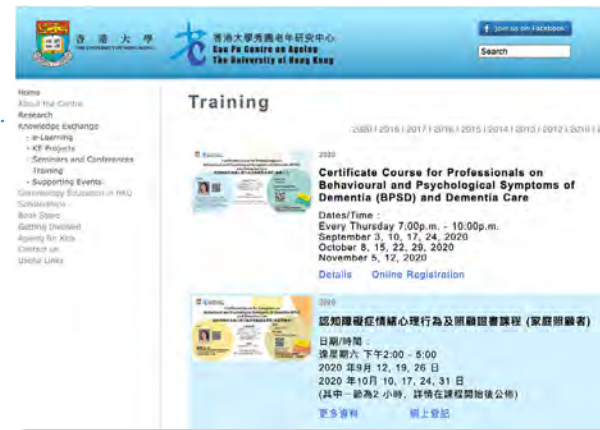 香 港 大 學
THE UNIVERSITY OF HONG KONG
香港大學秀圃老年研究中心
Sau Po Centre on Ageing
The University of Hong Kong
Join us on Facebook
Search
Home
About the Centre
Research
Knowledge Exchange
- e-Learning
- KE Projects
- Seminars and Conferences
Training
- Supporting Events
Gerontology Education in HKU
Scholarships
Book Store
Getting Involved
Ageing for Kids
Contact us
Useful Links
Training
2020 | 2018 | 2017 | 2016 | 2015 | 2014 | 2013 | 2012 | 2010 |
2020
Certificate Course for Professionals on
Behavioural and Psychological Symptoms of
Dementia (BPSD) and Dementia Care
Dates/Time :
Every Thursday 7:00p.m. - 10:00p.m.
September 3, 10, 17, 24, 2020
October 8, 15, 22, 29, 2020
November 5, 12, 2020
Details Online Registration
2020
認知障礙症情緒心理行為及照顧證書課程 (家庭照顧者)
日期/時間 :
逢星期六 下午2:00 - 5:00
2020 年9月 12, 19, 26 日
2020 年10月 10, 17, 24, 31 日
(其中一節為2 小時，詳情在課程開始後公佈)
更多資料 網上登記